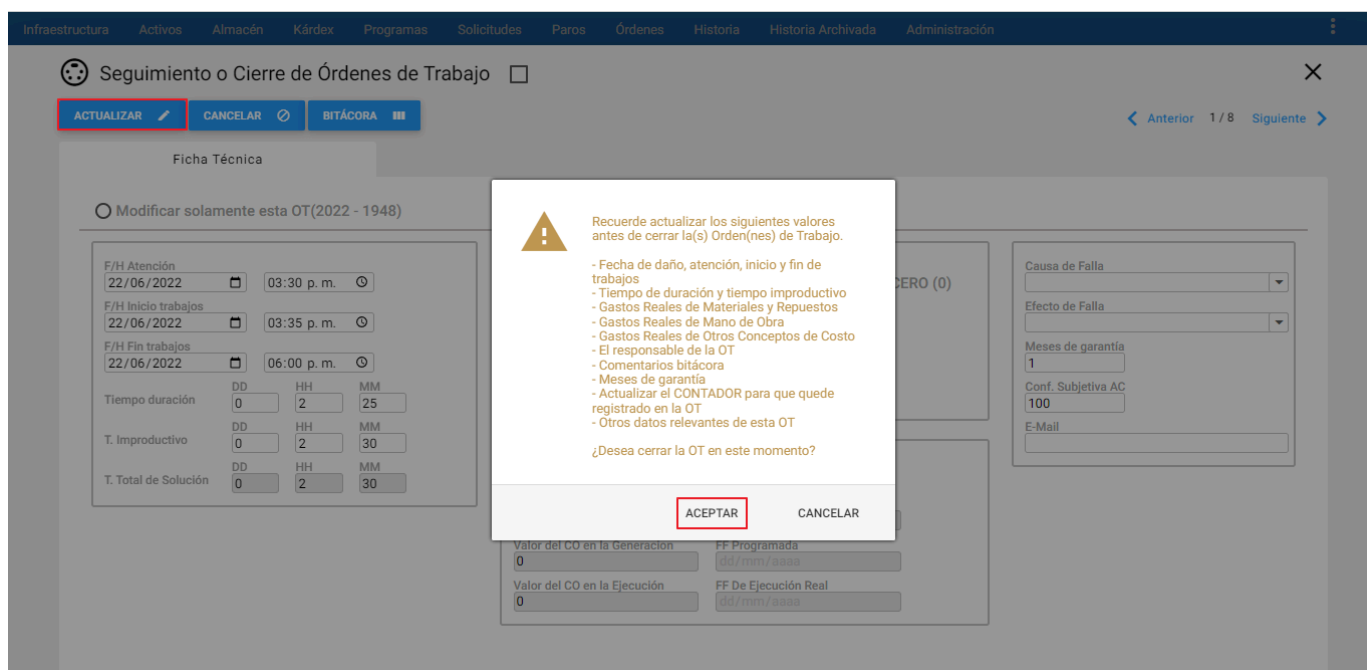 Infraestructura Activos Almacén Kárdex Programas Solicitudes Paros Órdenes Historia Historia Archivada Administración
Seguimiento o Cierre de Órdenes de Trabajo
ACTUALIZAR CANCELAR BITÁCORA
Anterior 1 / 8 Siguiente
Ficha Técnica
Modificar solamente esta OT(2022 - 1948)
F/H Atención
22/06/2022 03:30 p. m.
F/H Inicio trabajos
22/06/2022 03:35 p. m.
F/H Fin trabajos
22/06/2022 06:00 p. m.
DD HH MM
Tiempo duración 0 2 25
DD HH MM
T. Improductivo 0 2 30
DD HH MM
T. Total de Solución 0 2 30
Recuerde actualizar los siguientes valores
antes de cerrar la(s) Orden(nes) de Trabajo.
- Fecha de daño, atención, inicio y fin de
trabajos
- Tiempo de duración y tiempo improductivo
- Gastos Reales de Materiales y Repuestos
- Gastos Reales de Mano de Obra
- Gastos Reales de Otros Conceptos de Costo
- El responsable de la OT
- Comentarios bitácora
- Meses de garantía
- Actualizar el CONTADOR para que quede
registrado en la OT
- Otros datos relevantes de esta OT
¿Desea cerrar la OT en este momento?
ACEPTAR CANCELAR
CERO (0)
Valor del CO en la Generacion FF Programada
0 dd/mm/aaaa
Valor del CO en la Ejecución FF De Ejecución Real
0 dd/mm/aaaa
Causa de Falla
Efecto de Falla
Meses de garantía
1
Conf. Subjetiva AC
100
E-Mail